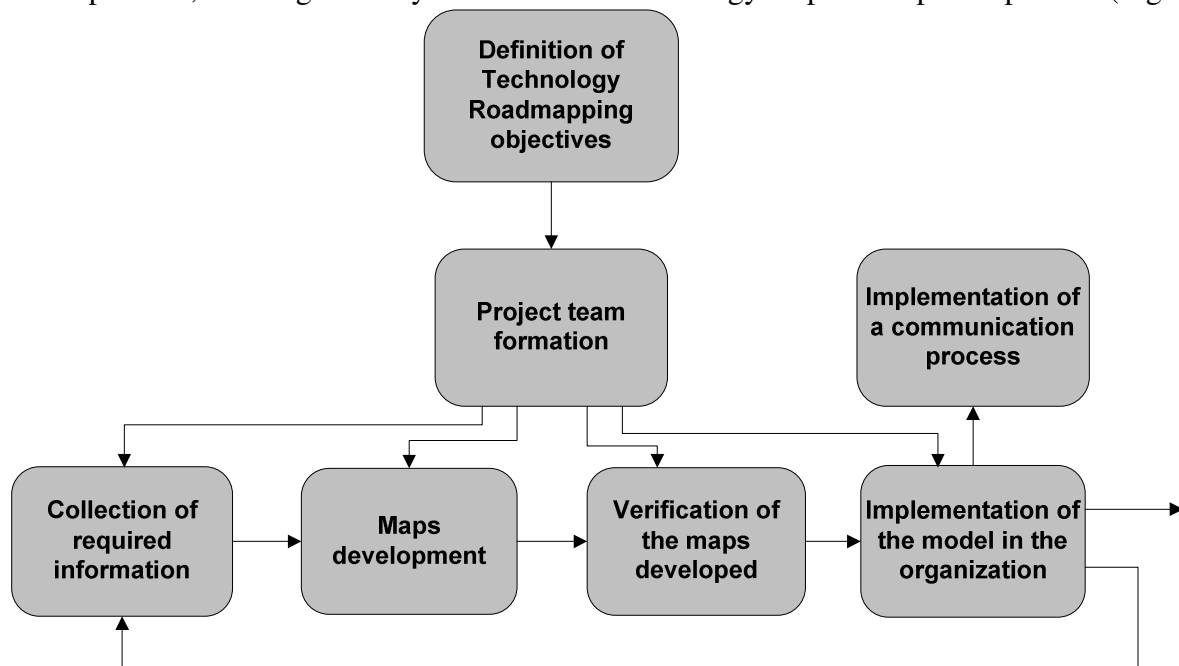 Definition of
Technology
Roadmapping
objectives
Project team
formation
Implementation of
a communication
process
Collection of
required
information
Maps
development
Verification of
the maps
developed
Implementation of
the model in the
organization